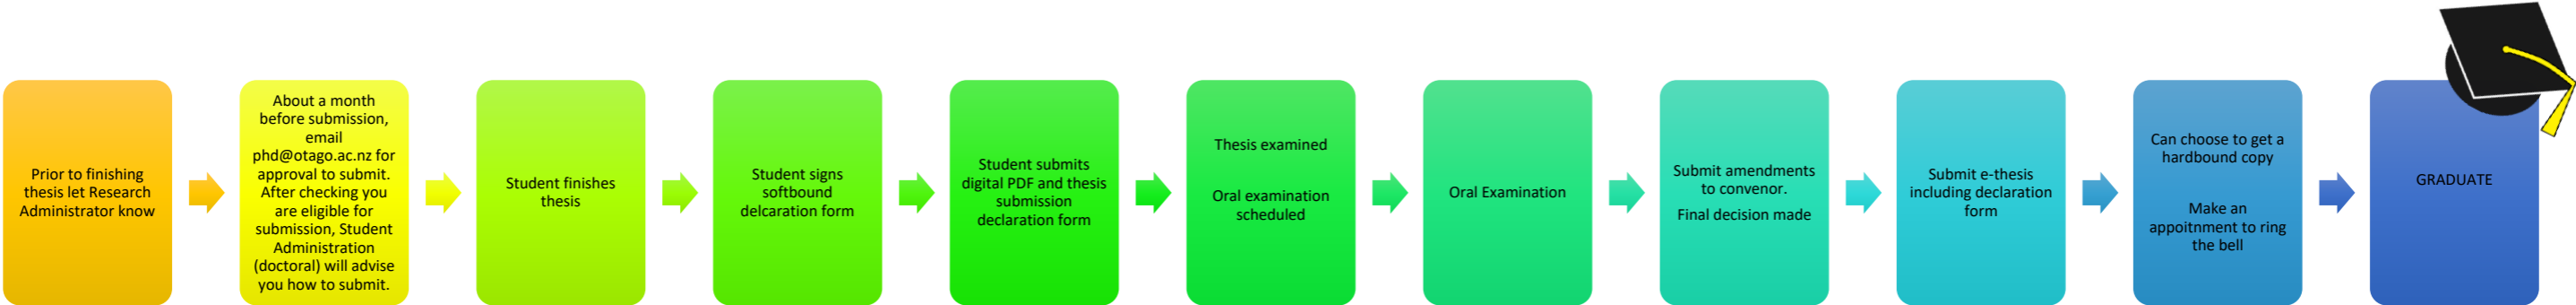 Prior to finishing
thesis let Research
Administrator know
About a month
before submission,
email
phd@otago.ac.nz for
approval to submit.
After checking you
are eligible for
submission, Student
Administration
(doctoral) will advise
you how to submit.
Student finishes
thesis
Student signs
softbound
delcaration form
Student submits
digital PDF and thesis
submission
declaration form
Thesis examined
Oral examination
scheduled
Oral Examination
Submit amendments
to convenor.
Final decision made
Submit e-thesis
including declaration
form
Can choose to get a
hardbound copy
Make an
appoitnment to ring
the bell
GRADUATE